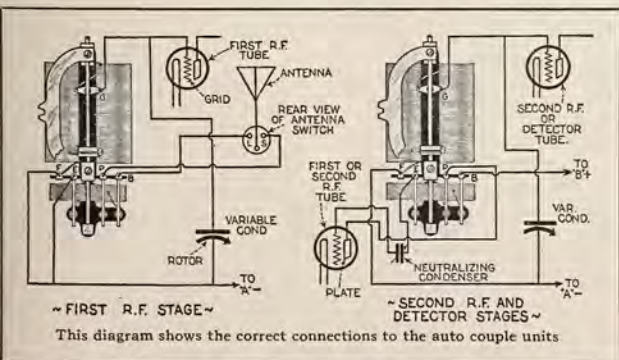 FIRST R.F.
TUBE
GRID
ANTENNA
REAR VIEW
OF ANTENNA
SWITCH
L
S
G
F
P
B
VARIABLE
COND
ROTOR
TO
"A"-
~ FIRST R.F. STAGE ~
SECOND R.F.
OR
DETECTOR
TUBE.
G
FIRST OR
SECOND
R.F.
TUBE
PLATE
F
P
B
TO
"B"+
VAR.
COND.
NEUTRALIZING
CONDENSER
TO
"A"-
~ SECOND R.F. AND
DETECTOR STAGES ~
This diagram shows the correct connections to the auto couple units